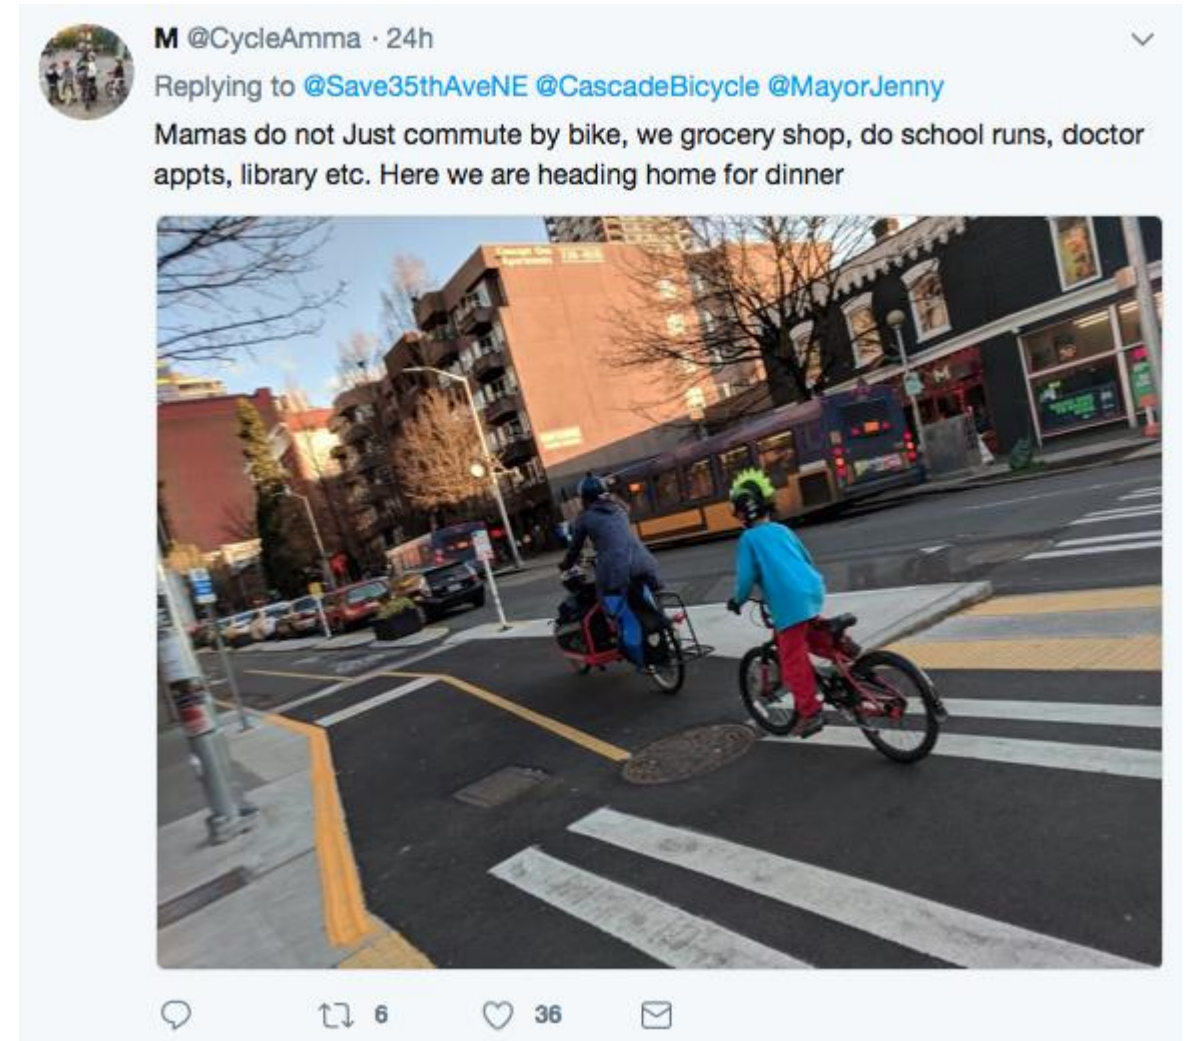 M @CycleAmma · 24h
Replying to @Save35thAveNE @CascadeBicycle @MayorJenny
Mamas do not Just commute by bike, we grocery shop, do school runs, doctor
appts, library etc. Here we are heading home for dinner
6 36